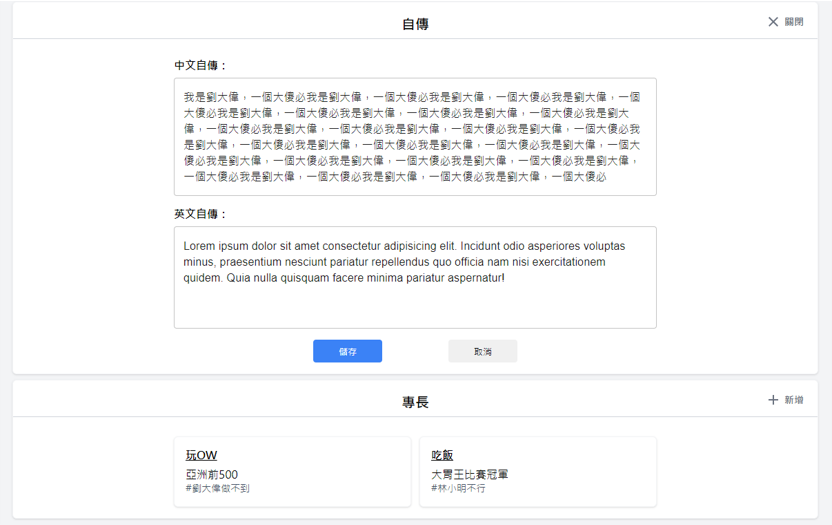 自傳
關閉
中文自傳：
我是劉大偉，一個大傻必我是劉大偉，一個大傻必我是劉大偉，一個大傻必我是劉大偉，一個
大傻必我是劉大偉，一個大傻必我是劉大偉，一個大傻必我是劉大偉，一個大傻必我是劉大
偉，一個大傻必我是劉大偉，一個大傻必我是劉大偉，一個大傻必我是劉大偉，一個大傻必我
是劉大偉，一個大傻必我是劉大偉，一個大傻必我是劉大偉，一個大傻必我是劉大偉，一個大
傻必我是劉大偉，一個大傻必我是劉大偉，一個大傻必我是劉大偉，一個大傻必我是劉大偉，
一個大傻必我是劉大偉，一個大傻必我是劉大偉，一個大傻必我是劉大偉，一個大傻必
英文自傳：
Lorem ipsum dolor sit amet consectetur adipisicing elit. Incidunt odio asperiores voluptas
minus, praesentium nesciunt pariatur repellendus quo officia nam nisi exercitationem
quidem. Quia nulla quisquam facere minima pariatur aspernatur!
儲存
取消
專長
新增
玩OW
亞洲前500
#劉大偉做不到
吃飯
大胃王比賽冠軍
#林小明不行